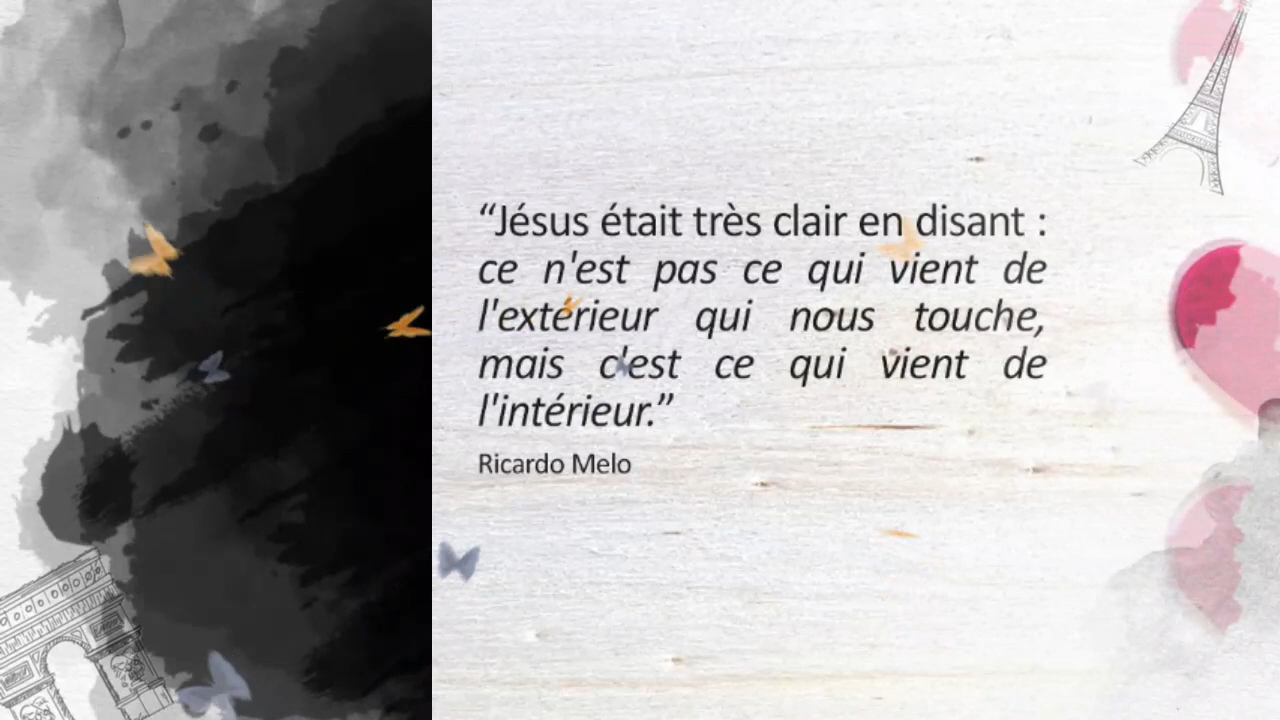 “Jésus était très clair en disant :
ce n'est pas ce qui vient de
l'extérieur qui nous touche,
mais c'est ce qui vient de
l'intérieur.”
Ricardo Melo